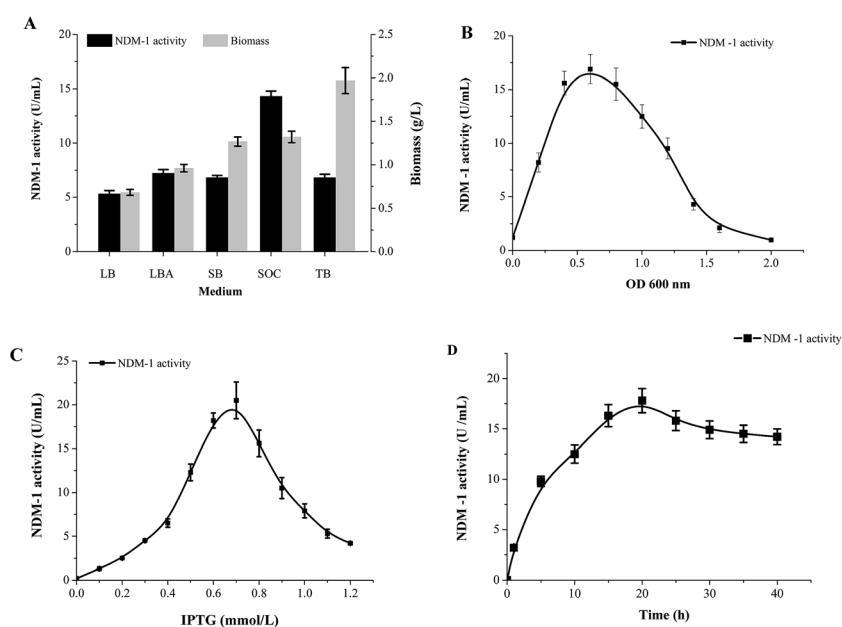 A
NDM-1 activity
Biomass
NDM-1 activity (U/mL)
20
15
10
5
0
2.5
2.0
1.5
1.0
0.5
0.0
Biomass (g/L)
LB LBA SB SOC TB
Medium
B
NDM -1 activity
NDM -1 activity (U/mL)
20
15
10
5
0
0.0 0.5 1.0 1.5 2.0
OD 600 nm
C
NDM-1 activity
NDM-1 activity (U/mL)
25
20
15
10
5
0
0.0 0.2 0.4 0.6 0.8 1.0 1.2
IPTG (mmol/L)
D
NDM -1 activity
NDM -1 activity (U /mL)
25
20
15
10
5
0
0 10 20 30 40
Time (h)